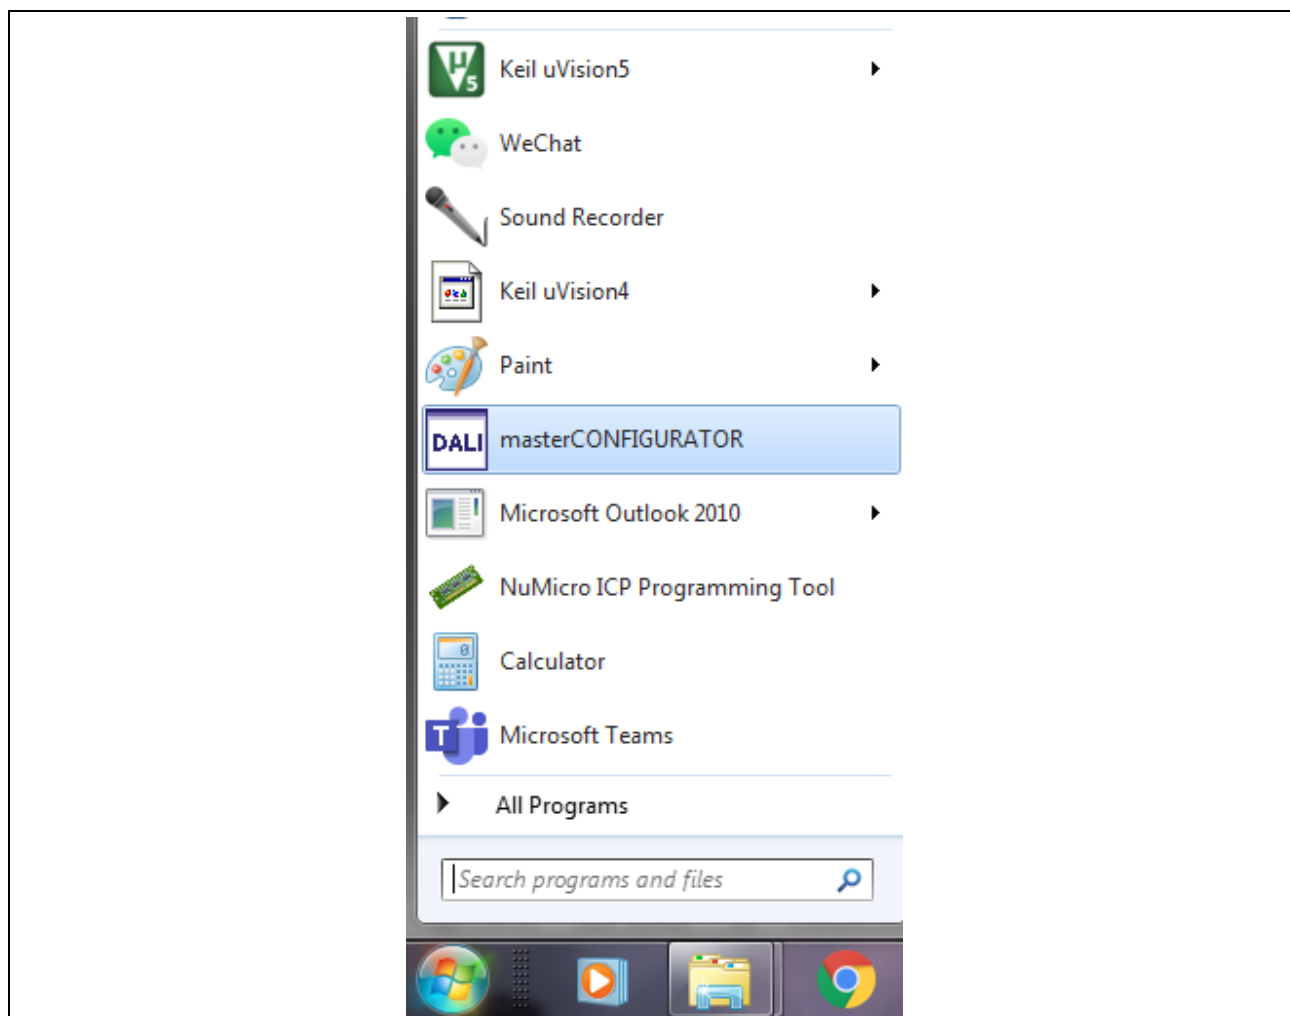 Keil uVision5
WeChat
Sound Recorder
Keil uVision4
Paint
DALI masterCONFIGURATOR
Microsoft Outlook 2010
NuMicro ICP Programming Tool
Calculator
Microsoft Teams
All Programs
Search programs and files